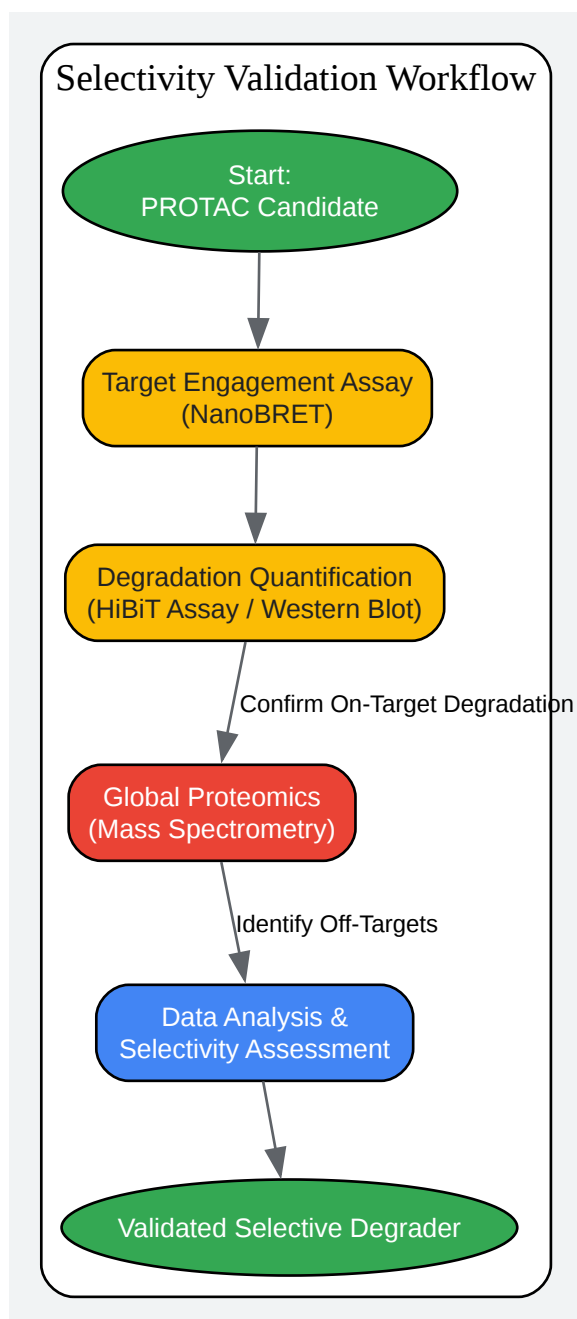 Selectivity Validation Workflow
Start:
PROTAC Candidate
Target Engagement Assay
(NanoBRET)
Degradation Quantification
(HiBiT Assay / Western Blot)
Confirm On-Target Degradation
Global Proteomics
(Mass Spectrometry)
Identify Off-Targets
Data Analysis &
Selectivity Assessment
Validated Selective Degrader